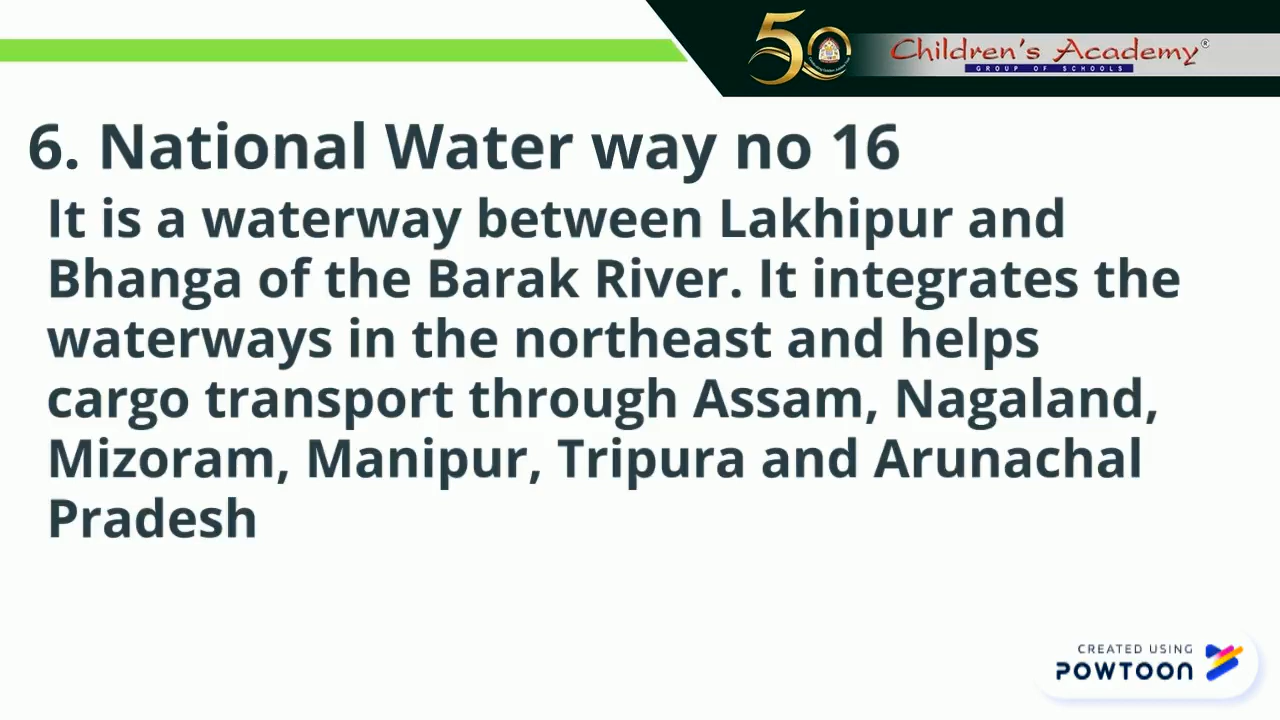 50
Children's Academy®
GROUP OF SCHOOLS
6. National Water way no 16
It is a waterway between Lakhipur and
Bhanga of the Barak River. It integrates the
waterways in the northeast and helps
cargo transport through Assam, Nagaland,
Mizoram, Manipur, Tripura and Arunachal
Pradesh
CREATED USING
POWTOON